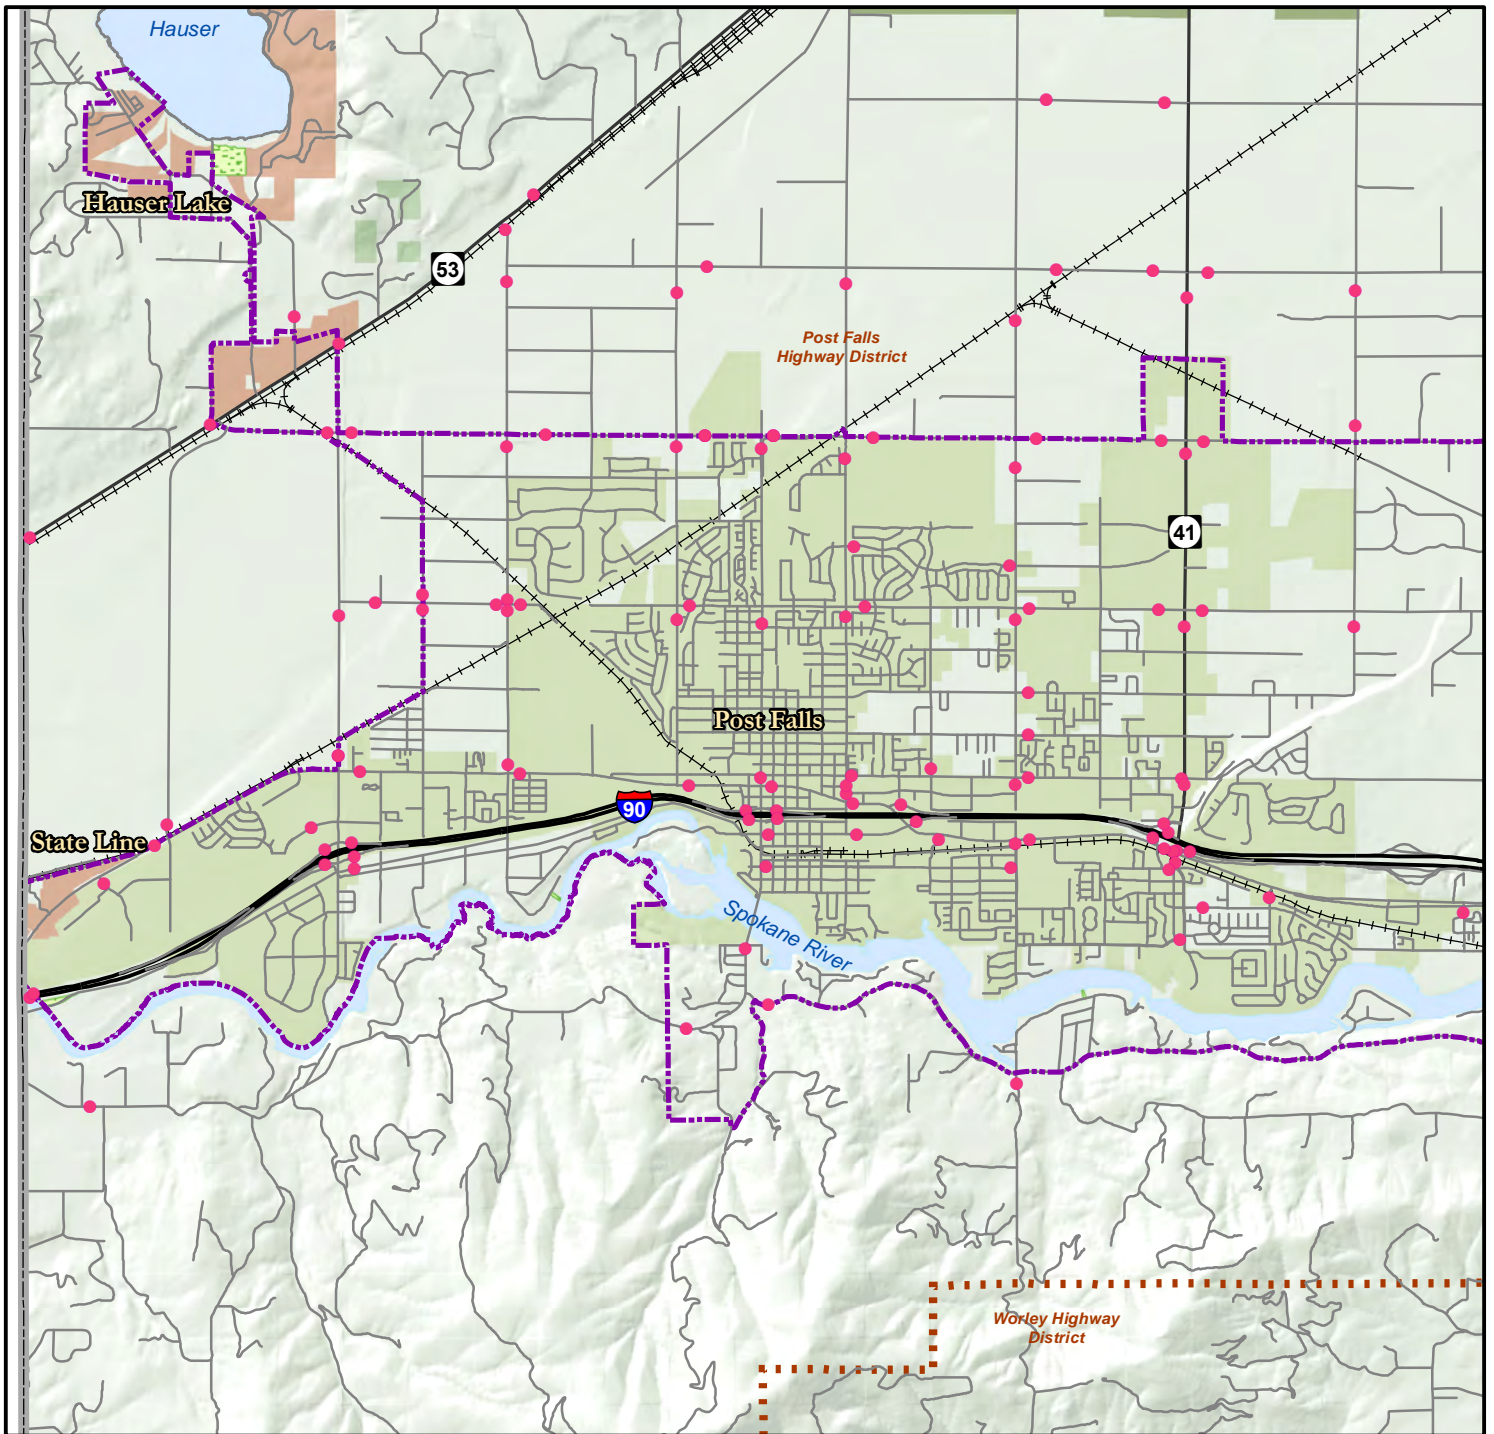 Hauser
Hauser Lake
53
Post Falls
Highway District
41
Post Falls
90
State Line
Spokane River
Worley Highway
District